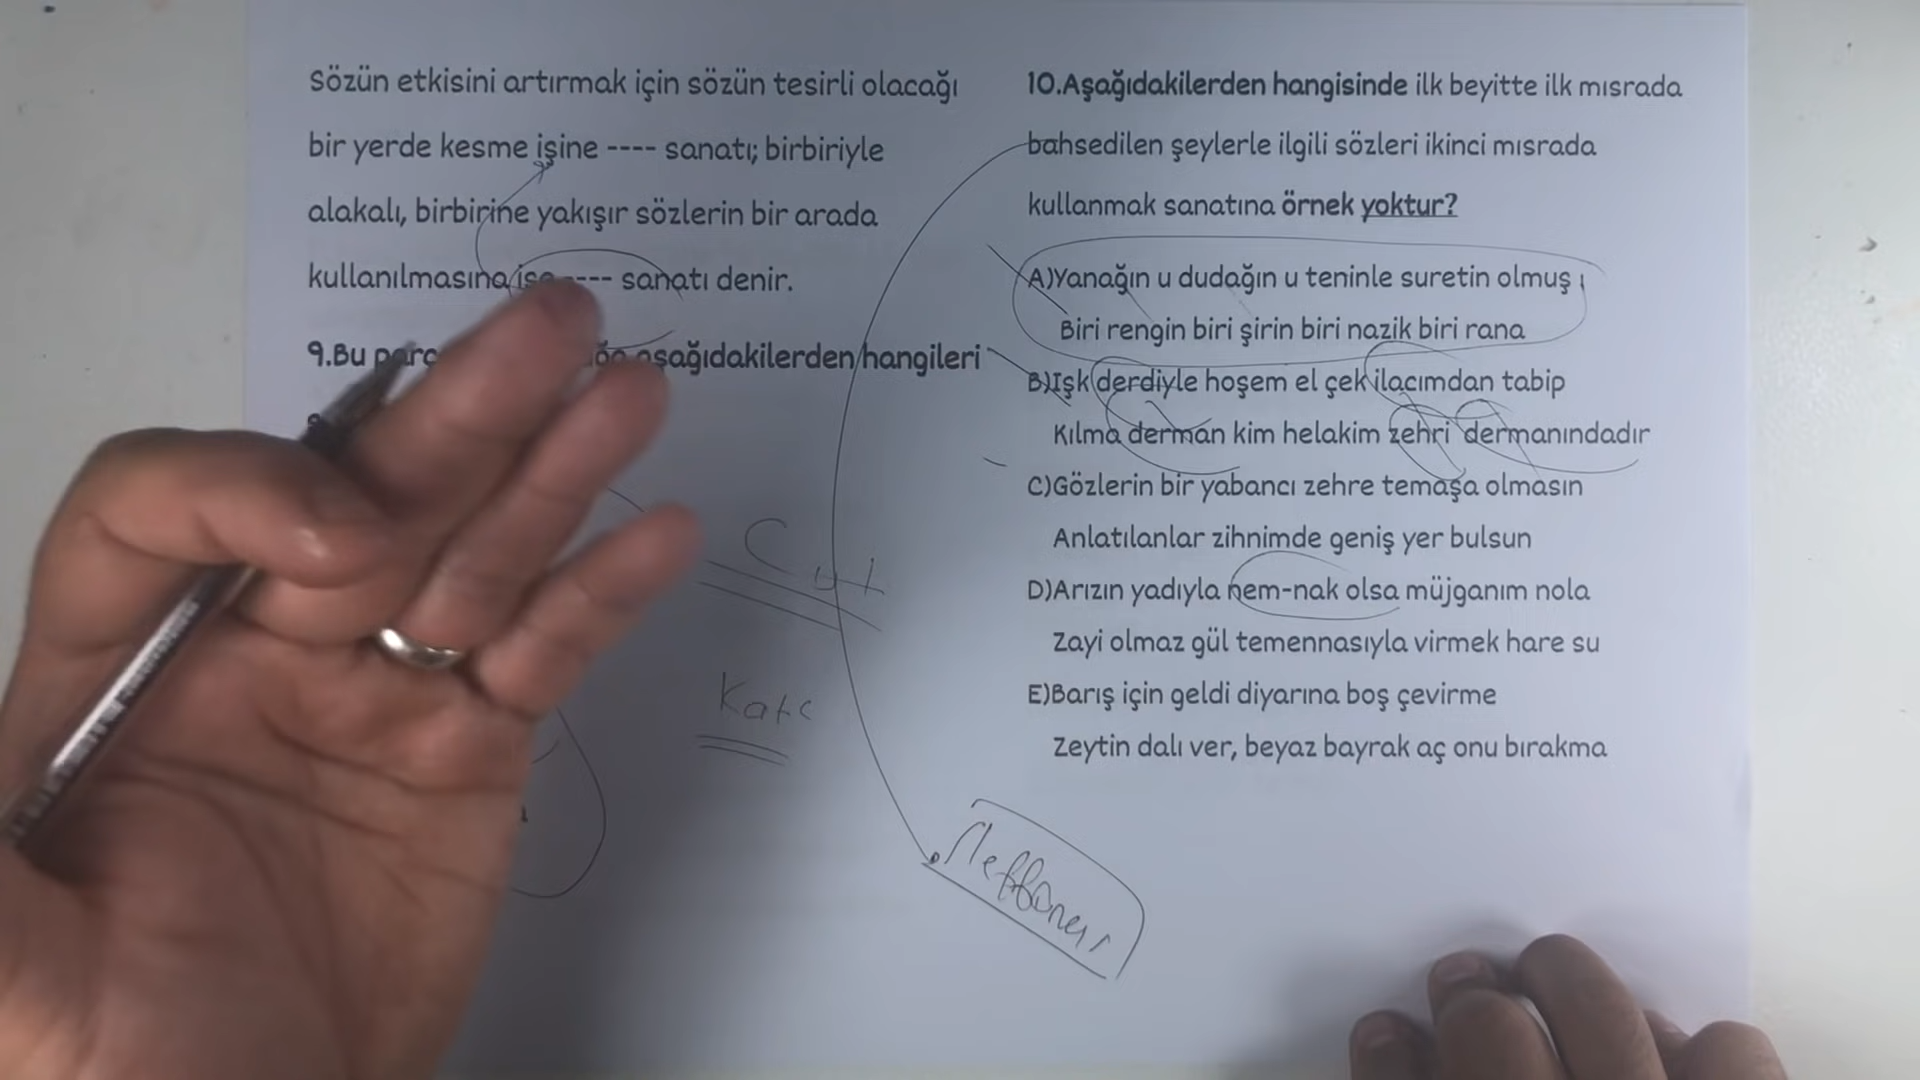 Sözün etkisini artırmak için sözün tesirli olacağı
bir yerde kesme işine ---- sanatı; birbiriyle
alakalı, birbirine yakışır sözlerin bir arada
kullanılmasına ise ---- sanatı denir.
9.Bu aşağıdakilerden hangileri
10.Aşağıdakilerden hangisinde ilk beyitte ilk mısrada
bahsedilen şeylerle ilgili sözleri ikinci mısrada
kullanmak sanatına örnek yoktur?
A)Yanağın u dudağın u teninle suretin olmuş
Biri rengin biri şirin biri nazik biri rana
B)Işk derdiyle hoşem el çek ilacımdan tabip
Kılma derman kim helakim zehri dermanındadır
C)Gözlerin bir yabancı zehre temaşa olmasın
Anlatılanlar zihnimde geniş yer bulsun
D)Arızın yadıyla nem-nak olsa müjganım nola
Zayi olmaz gül temennasıyla virmek hare su
E)Barış için geldi diyarına boş çevirme
Zeytin dalı ver, beyaz bayrak aç onu bırakma